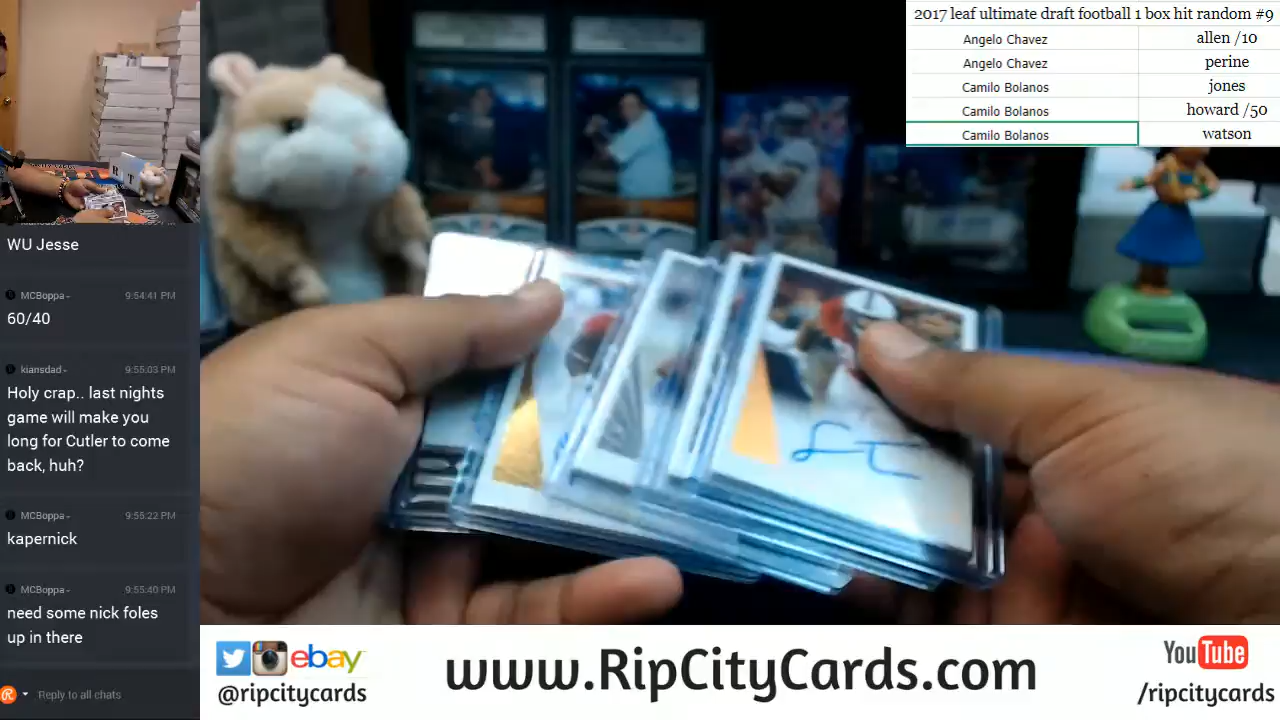 2017 leaf ultimate draft football 1 box hit random #9
Angelo Chavez allen /10
Angelo Chavez perine
Camilo Bolanos jones
Camilo Bolanos howard /50
Camilo Bolanos watson
WU Jesse
MCBoppa 9:54:41 PM
60/40
kiansdad 9:55:03 PM
Holy crap.. last nights
game will make you
long for Cutler to come
back, huh?
MCBoppa 9:55:22 PM
kapernick
MCBoppa 9:55:40 PM
need some nick foles
up in there
Reply to all chats
ebay
@ripcitycards
www.RipCityCards.com
YouTube
/ripcitycards